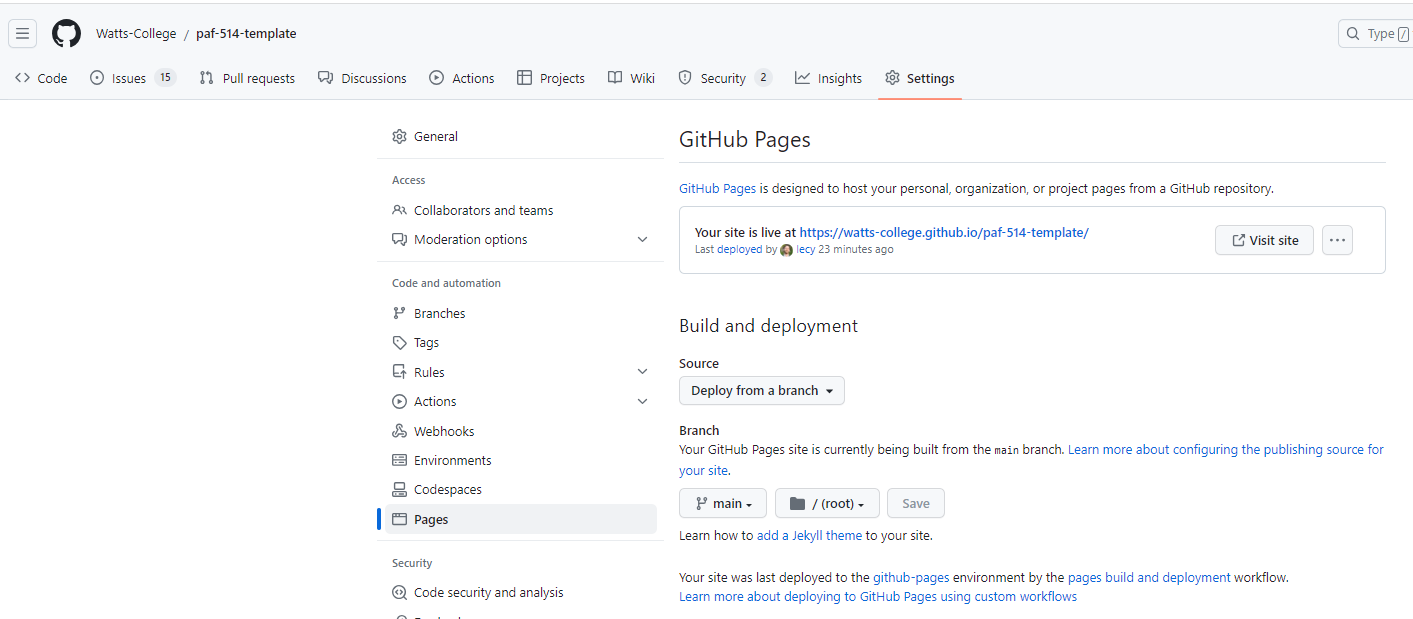 Watts-College / paf-514-template
Type /
Code Issues 15 Pull requests Discussions Actions Projects Wiki Security 2 Insights Settings
General
Access
Collaborators and teams
Moderation options
Code and automation
Branches
Tags
Rules
Actions
Webhooks
Environments
Codespaces
Pages
Security
Code security and analysis
GitHub Pages
GitHub Pages is designed to host your personal, organization, or project pages from a GitHub repository.
Your site is live at https://watts-college.github.io/paf-514-template/
Last deployed by lecy 23 minutes ago
Visit site
Build and deployment
Source
Deploy from a branch
Branch
Your GitHub Pages site is currently being built from the main branch. Learn more about configuring the publishing source for
your site.
main / (root) Save
Learn how to add a Jekyll theme to your site.
Your site was last deployed to the github-pages environment by the pages build and deployment workflow.
Learn more about deploying to GitHub Pages using custom workflows